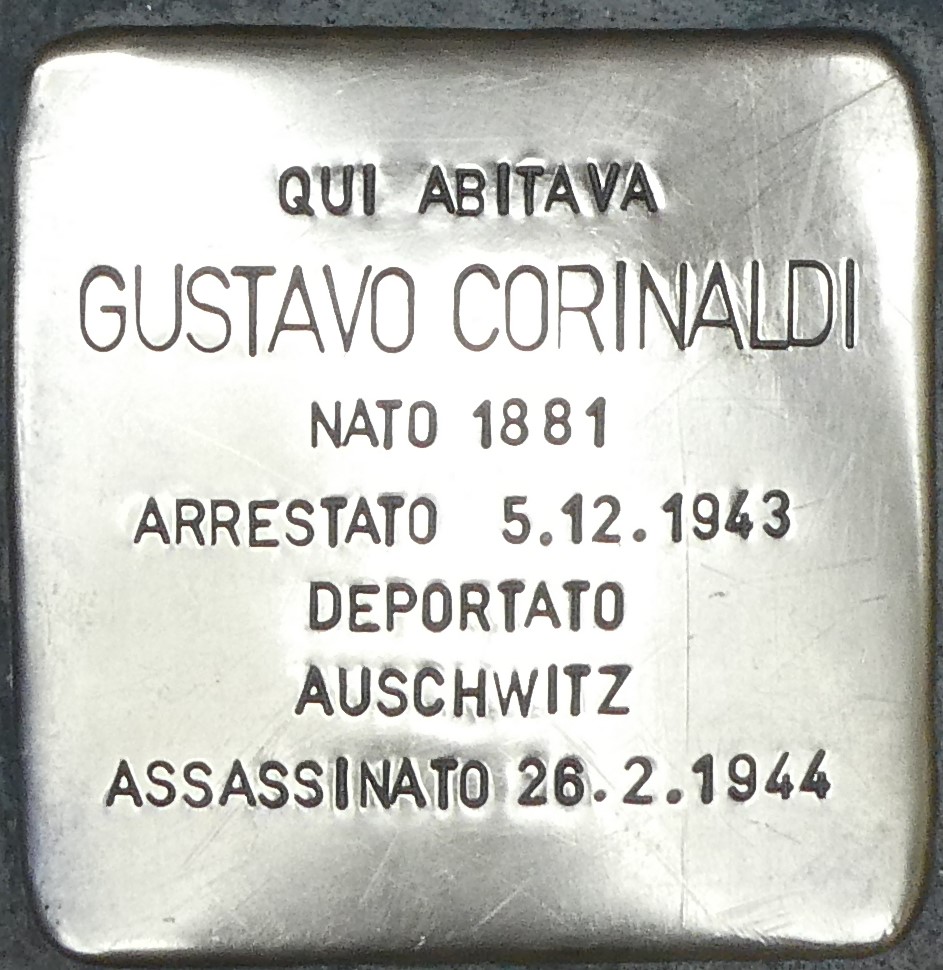 QUI ABITAVA
GUSTAVO CORINALDI
NATO 1881
ARRESTATO 5.12.1943
DEPORTATO
AUSCHWITZ
ASSASSINATO 26.2.1944